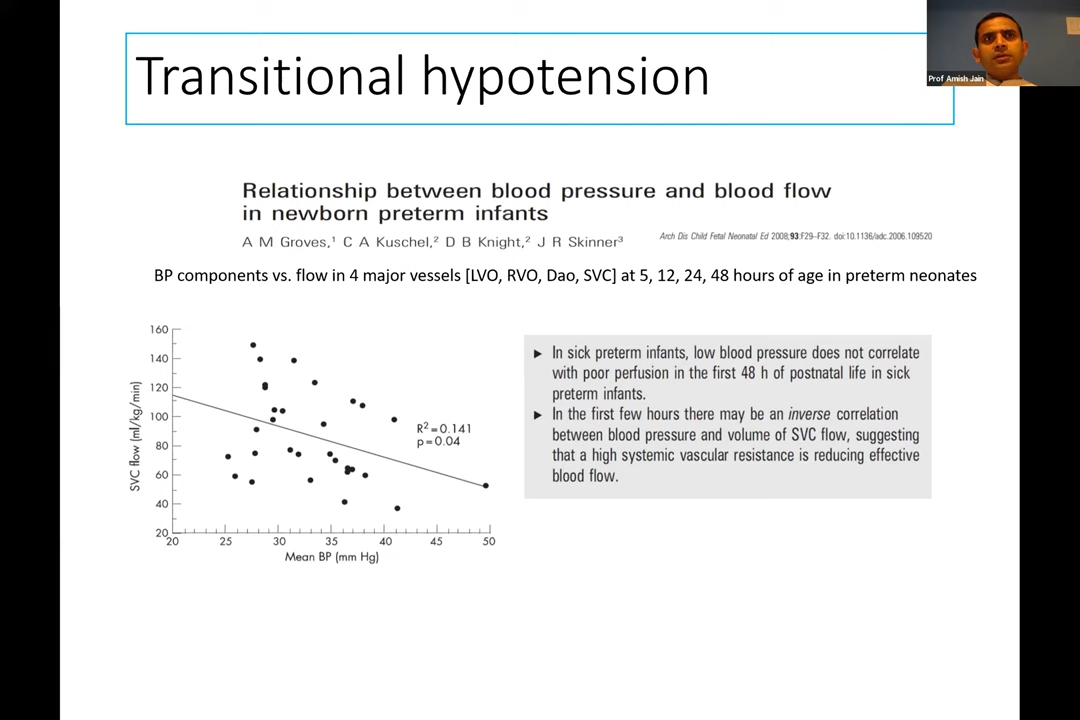 Prof Amish Jain
Transitional hypotension
Relationship between blood pressure and blood flow
in newborn preterm infants
A M Groves,¹ C A Kuschel,² D B Knight,² J R Skinner³
Arch Dis Child Fetal Neonatal Ed 2008;93:F29–F32. doi:10.1136/adc.2006.109520
BP components vs. flow in 4 major vessels [LVO, RVO, Dao, SVC] at 5, 12, 24, 48 hours of age in preterm neonates
SVC flow (ml/kg/min)
160
140
120
100
80
60
40
20
R²=0.141
p=0.04
20 25 30 35 40 45 50
Mean BP (mm Hg)
► In sick preterm infants, low blood pressure does not correlate
with poor perfusion in the first 48 h of postnatal life in sick
preterm infants.
► In the first few hours there may be an inverse correlation
between blood pressure and volume of SVC flow, suggesting
that a high systemic vascular resistance is reducing effective
blood flow.